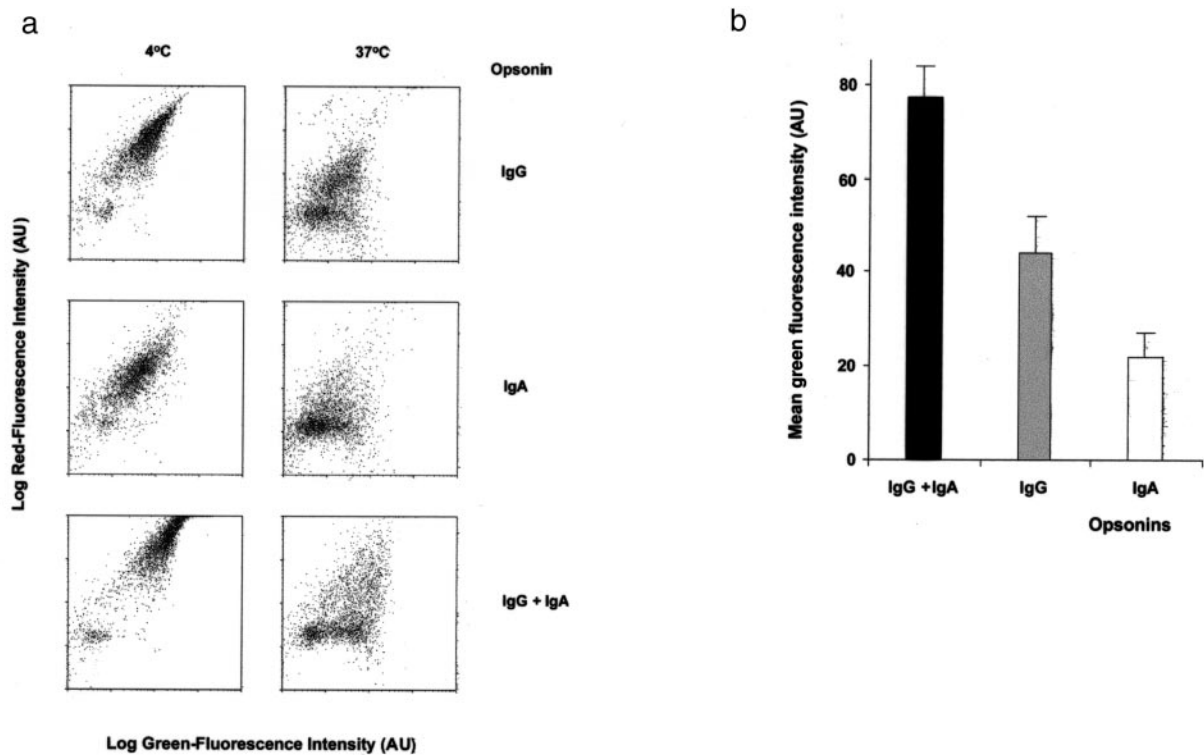 a
4°C
37°C
Opsonin
IgG
IgA
IgG + IgA
Log Red-Fluorescence Intensity (AU)
Log Green-Fluorescence Intensity (AU)
b
Mean green fluorescence intensity (AU)
80
60
40
20
0
IgG +IgA
IgG
IgA
Opsonins